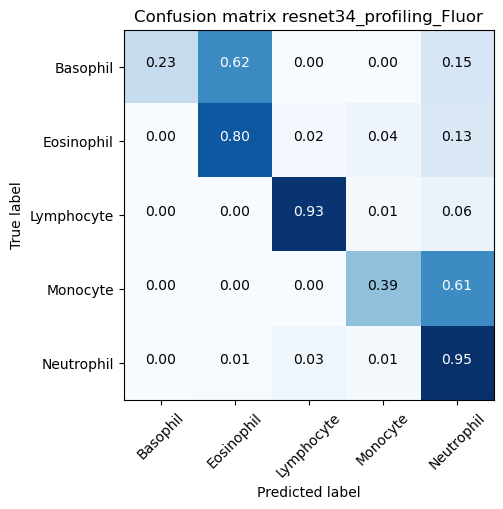 Confusion matrix resnet34_profiling_Fluor
True label
Basophil 0.23 0.62 0.00 0.00 0.15
Eosinophil 0.00 0.80 0.02 0.04 0.13
Lymphocyte 0.00 0.00 0.93 0.01 0.06
Monocyte 0.00 0.00 0.00 0.39 0.61
Neutrophil 0.00 0.01 0.03 0.01 0.95
Basophil Eosinophil Lymphocyte Monocyte Neutrophil
Predicted label